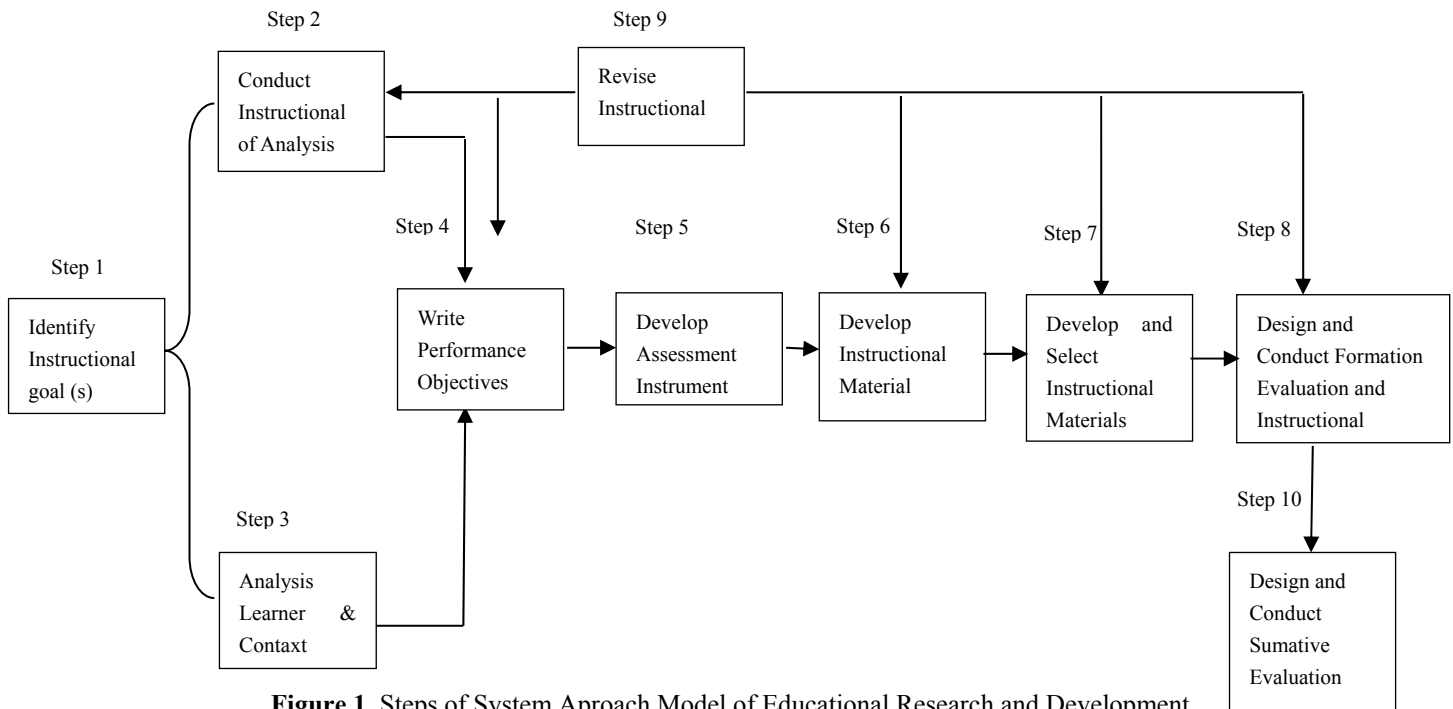 Step 2
Conduct
Instructional
of Analysis
Step 9
Revise
Instructional
Step 1
Identify
Instructional
goal (s)
Step 4
Write
Performance
Objectives
Step 5
Develop
Assessment
Instrument
Step 6
Develop
Instructional
Material
Step 7
Develop and
Select
Instructional
Materials
Step 8
Design and
Conduct Formation
Evaluation and
Instructional
Step 3
Analysis
Learner &
Contaxt
Step 10
Design and
Conduct
Sumative
Evaluation
Figure 1. Steps of System Aproach Model of Educational Research and Development